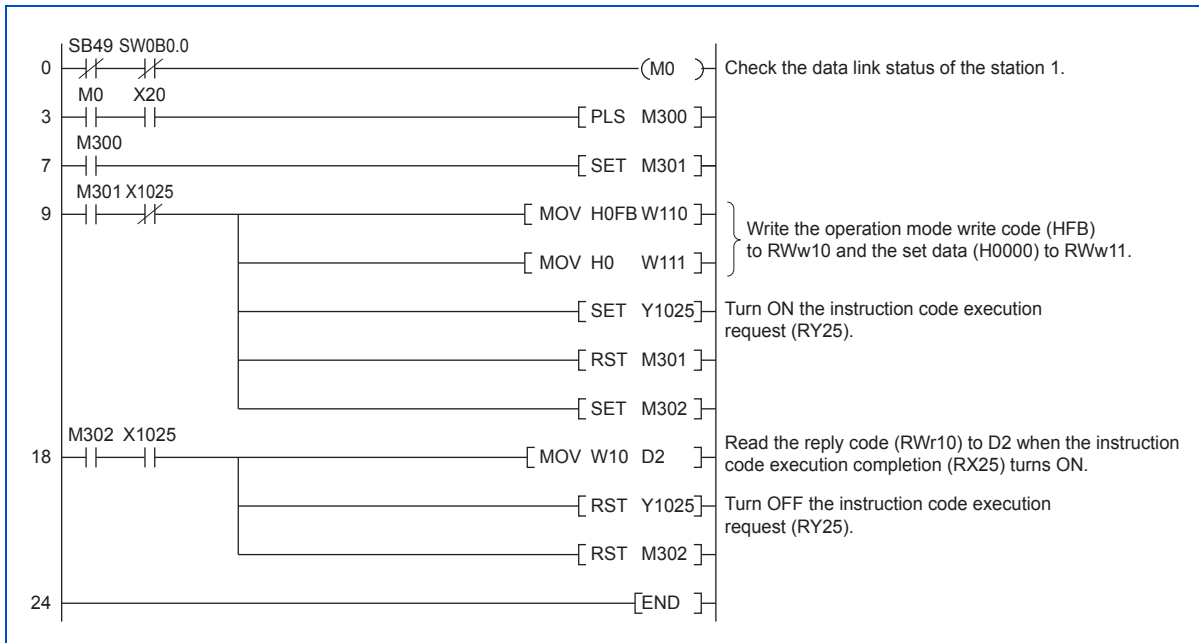 SB49 SW0B0.0
0 (M0 ) Check the data link status of the station 1.
M0 X20
3 [ PLS M300 ]
M300
7 [ SET M301 ]
M301 X1025
9 [ MOV H0FB W110 ]
Write the operation mode write code (HFB)
to RWw10 and the set data (H0000) to RWw11.
[ MOV H0 W111 ]
[ SET Y1025 ] Turn ON the instruction code execution
request (RY25).
[ RST M301 ]
[ SET M302 ]
M302 X1025
18 [ MOV W10 D2 ] Read the reply code (RWr10) to D2 when the instruction
code execution completion (RX25) turns ON.
[ RST Y1025 ] Turn OFF the instruction code execution
request (RY25).
[ RST M302 ]
24 [END ]